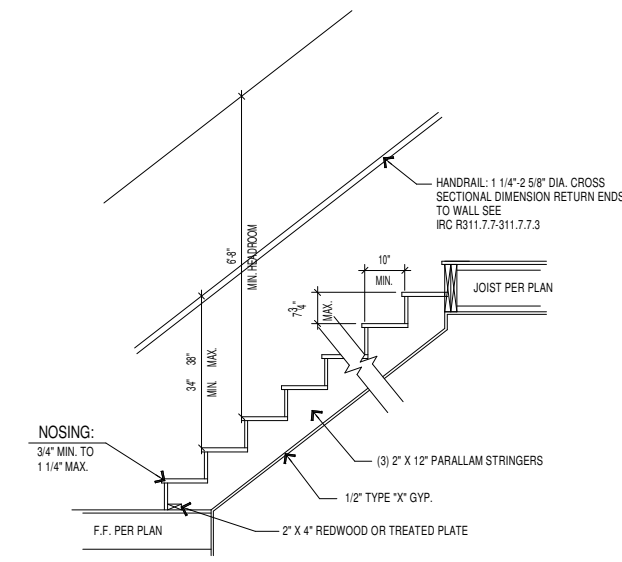 HANDRAIL: 1 1/4"-2 5/8" DIA. CROSS
SECTIONAL DIMENSION RETURN ENDS
TO WALL SEE
IRC R311.7.7-311.7.7.3
6'-8"
MIN. HEADROOM
10"
MIN.
JOIST PER PLAN
7 3/4"
MAX.
34" 38"
MIN. MAX.
NOSING:
3/4" MIN. TO
1 1/4" MAX.
(3) 2" X 12" PARALLAM STRINGERS
1/2" TYPE "X" GYP.
F.F. PER PLAN
2" X 4" REDWOOD OR TREATED PLATE